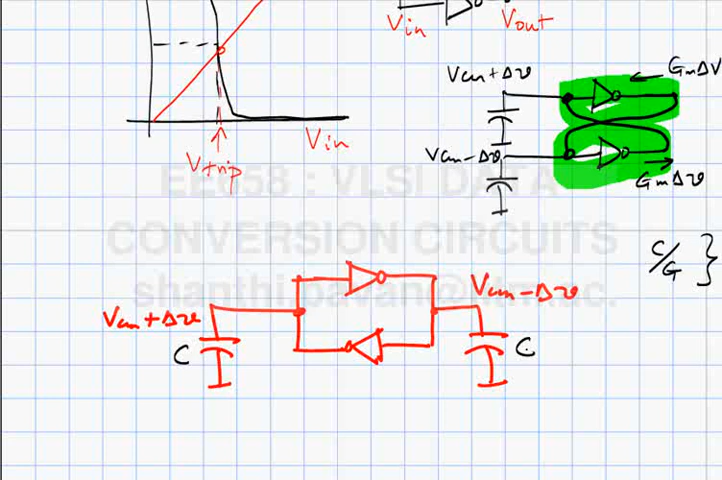 Vin
Vout
Vcm+Δv
GmΔv
Vin
Vtrip
Vcm-Δv
GmΔv
EE658 : VLSI DATA
CONVERSION CIRCUITS
C/G }
Vcm+Δv
Vcm-Δv
C
C